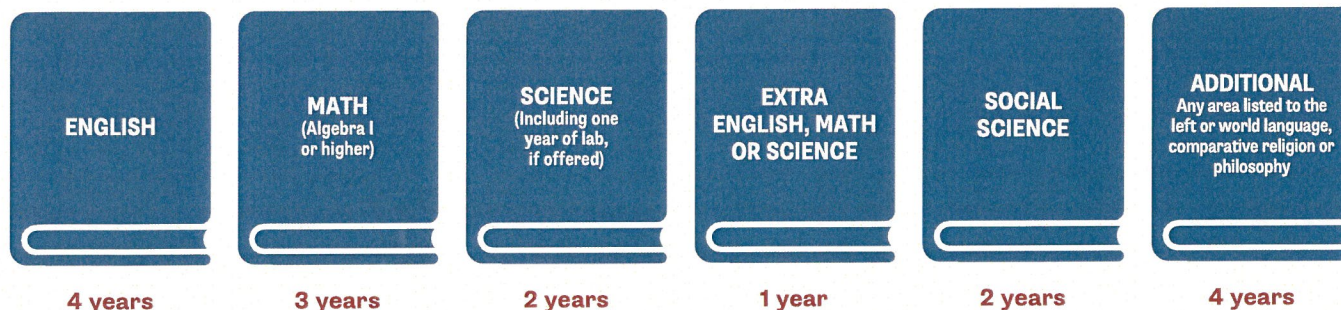 ENGLISH
4 years
MATH
(Algebra I
or higher)
3 years
SCIENCE
(Including one
year of lab,
if offered)
2 years
EXTRA
ENGLISH, MATH
OR SCIENCE
1 year
SOCIAL
SCIENCE
2 years
ADDITIONAL
Any area listed to the
left or world language,
comparative religion or
philosophy
4 years